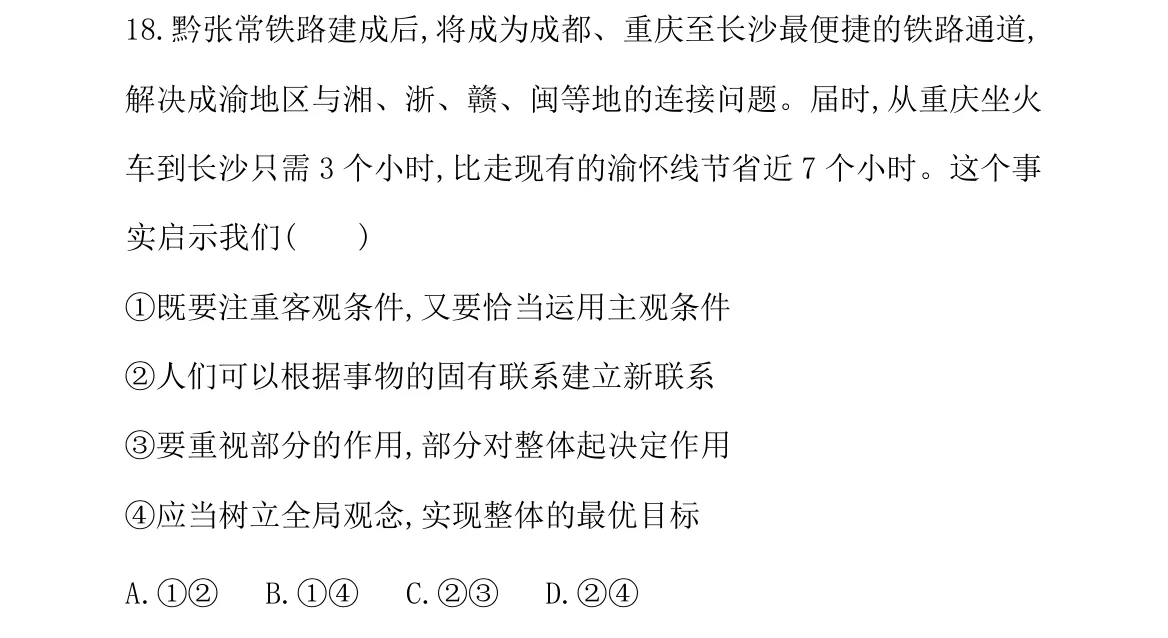 18.黔张常铁路建成后,将成为成都、重庆至长沙最便捷的铁路通道,
解决成渝地区与湘、浙、赣、闽等地的连接问题。届时,从重庆坐火
车到长沙只需 3 个小时,比走现有的渝怀线节省近 7 个小时。这个事
实启示我们(　　)
①既要注重客观条件,又要恰当运用主观条件
②人们可以根据事物的固有联系建立新联系
③要重视部分的作用,部分对整体起决定作用
④应当树立全局观念,实现整体的最优目标
A.①②　B.①④　C.②③　D.②④